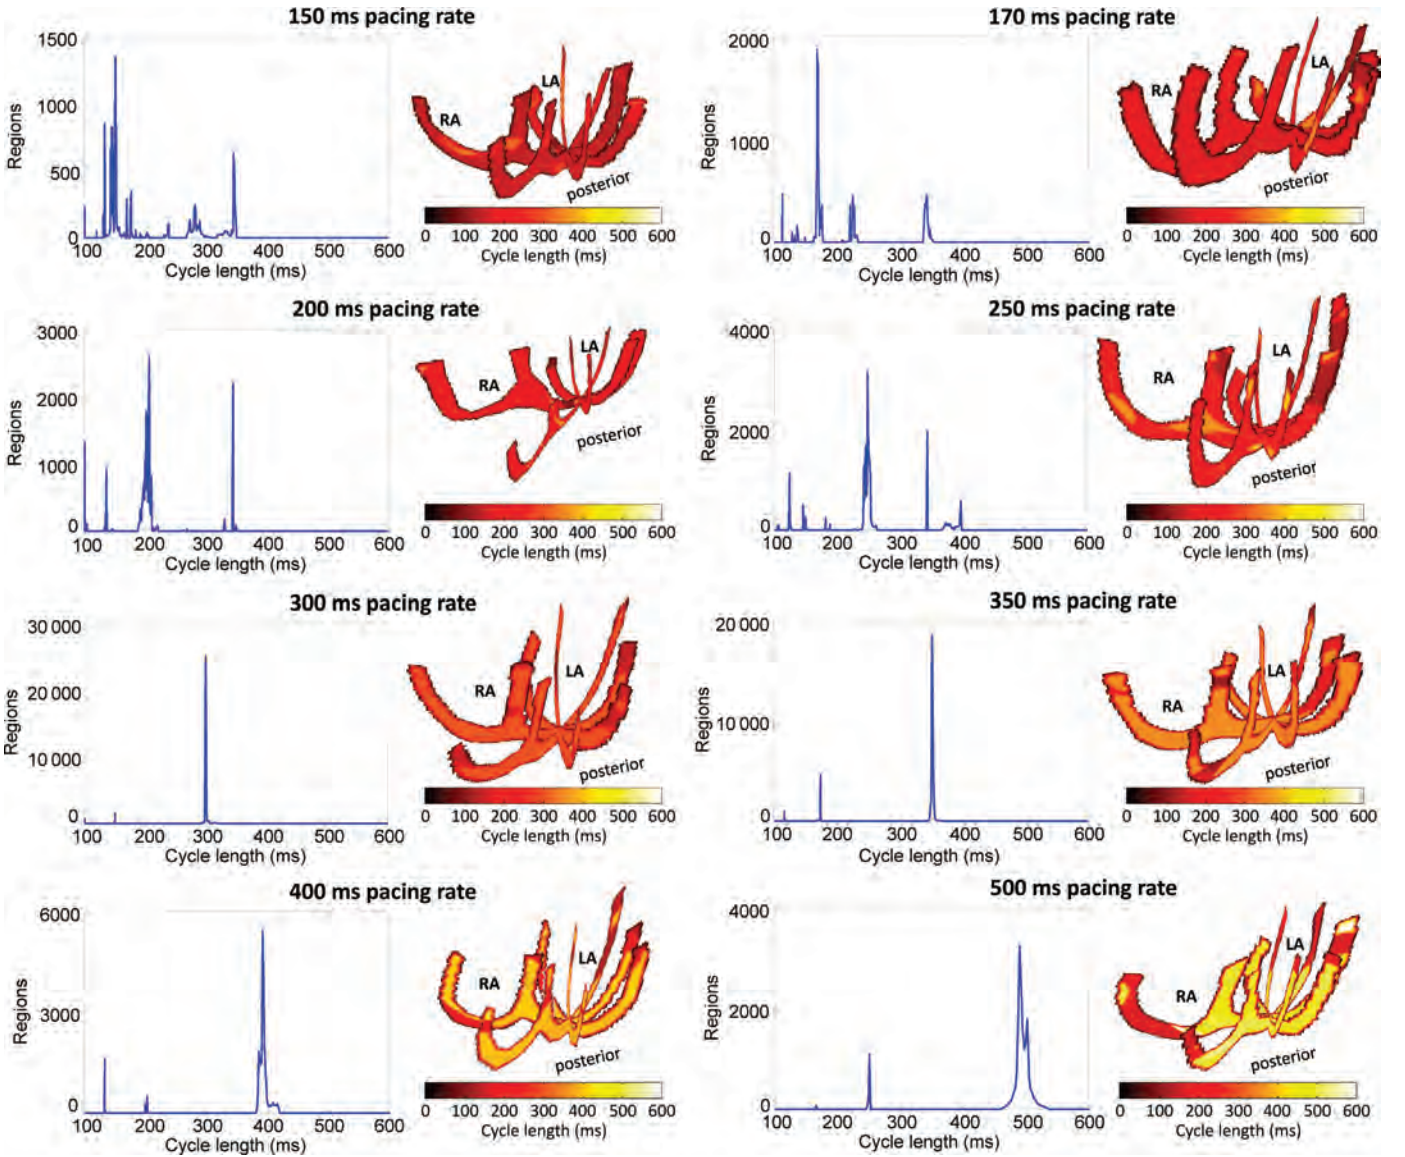 150 ms pacing rate
1500
1000
500
0
Regions
100 200 300 400 500 600
Cycle length (ms)
RA
LA
posterior
0 100 200 300 400 500 600
Cycle length (ms)
170 ms pacing rate
2000
1000
0
Regions
100 200 300 400 500 600
Cycle length (ms)
RA
LA
posterior
0 100 200 300 400 500 600
Cycle length (ms)
200 ms pacing rate
3000
2000
1000
0
Regions
100 200 300 400 500 600
Cycle length (ms)
RA
LA
posterior
0 100 200 300 400 500 600
Cycle length (ms)
250 ms pacing rate
4000
2000
0
Regions
100 200 300 400 500 600
Cycle length (ms)
RA
LA
posterior
0 100 200 300 400 500 600
Cycle length (ms)
300 ms pacing rate
30 000
20 000
10 000
0
Regions
100 200 300 400 500 600
Cycle length (ms)
RA
LA
posterior
0 100 200 300 400 500 600
Cycle length (ms)
350 ms pacing rate
20 000
10 000
0
Regions
100 200 300 400 500 600
Cycle length (ms)
RA
LA
posterior
0 100 200 300 400 500 600
Cycle length (ms)
400 ms pacing rate
6000
3000
0
Regions
100 200 300 400 500 600
Cycle length (ms)
RA
LA
posterior
0 100 200 300 400 500 600
Cycle length (ms)
500 ms pacing rate
4000
2000
0
Regions
100 200 300 400 500 600
Cycle length (ms)
RA
LA
posterior
0 100 200 300 400 500 600
Cycle length (ms)